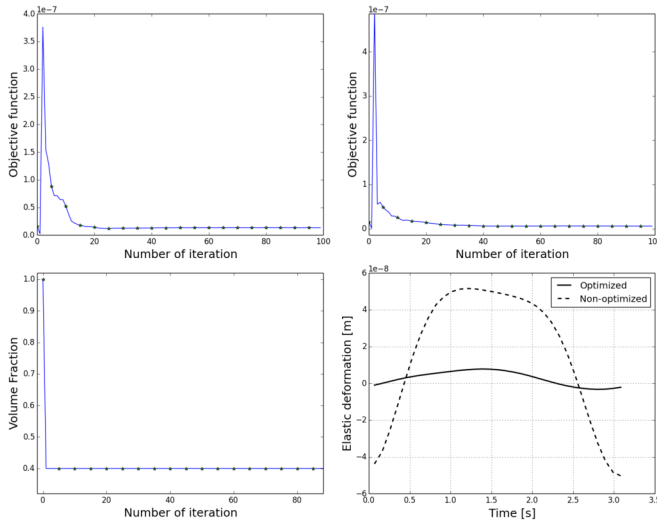 1e−7
4.0
3.5
3.0
2.5
2.0
1.5
1.0
0.5
0.0
Objective function
0 20 40 60 80 100
Number of iteration
1e−7
4
3
2
1
0
Objective function
0 20 40 60 80 10
Number of iteration
1.0
0.9
0.8
0.7
0.6
0.5
0.4
Volume Fraction
0 20 40 60 80
Number of iteration
1e−8
6
4
2
0
−2
−4
−6
Elastic deformation [m]
Optimized
Non-optimized
0.0 0.5 1.0 1.5 2.0 2.5 3.0 3.5
Time [s]